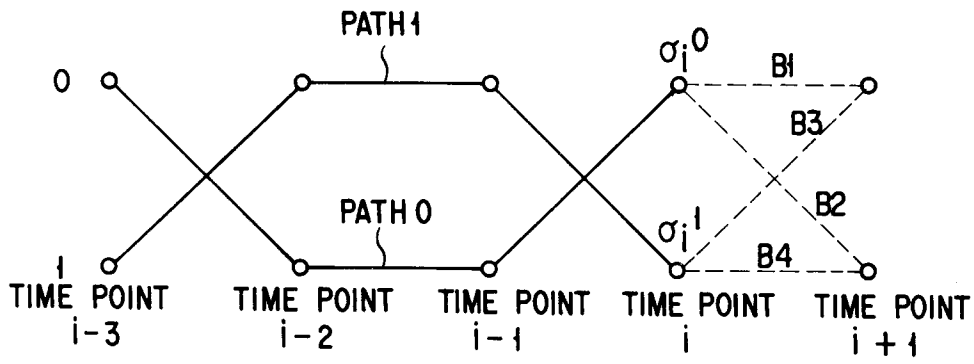 PATH 1
0
σi0
B1
B3
PATH 0
σi1
B2
B4
1
TIME POINT i-3
TIME POINT i-2
TIME POINT i-1
TIME POINT i
TIME POINT i+1